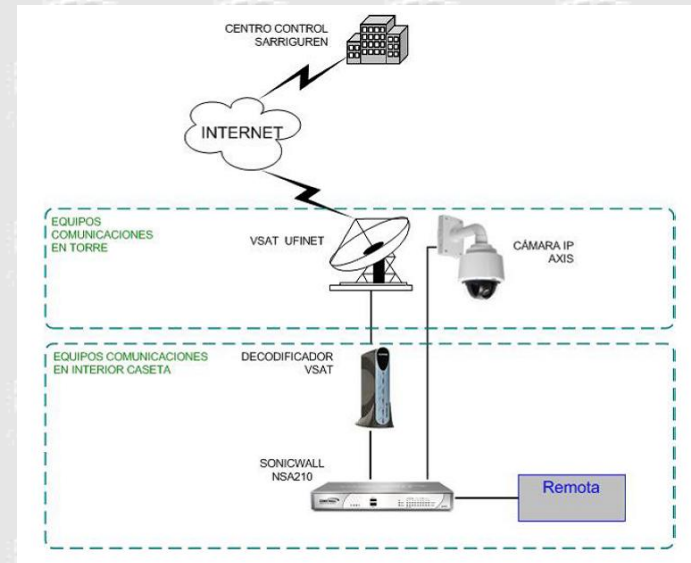 CENTRO CONTROL
SARRIGUREN
INTERNET
EQUIPOS
COMUNICACIONES
EN TORRE
VSAT UFINET
CÁMARA IP
AXIS
EQUIPOS COMUNICACIONES
EN INTERIOR CASETA
DECODIFICADOR
VSAT
SONICWALL
NSA210
Remota